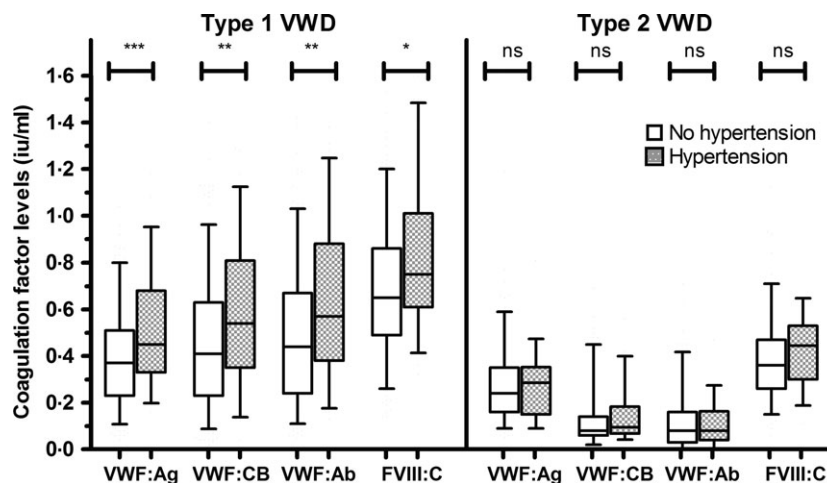 Type 1 VWD
Type 2 VWD
*** ** ** * ns ns ns ns
Coagulation factor levels (iu/ml)
1·6
1·4
1·2
1·0
0·8
0·6
0·4
0·2
0·0
No hypertension
Hypertension
VWF:Ag VWF:CB VWF:Ab FVIII:C VWF:Ag VWF:CB VWF:Ab FVIII:C